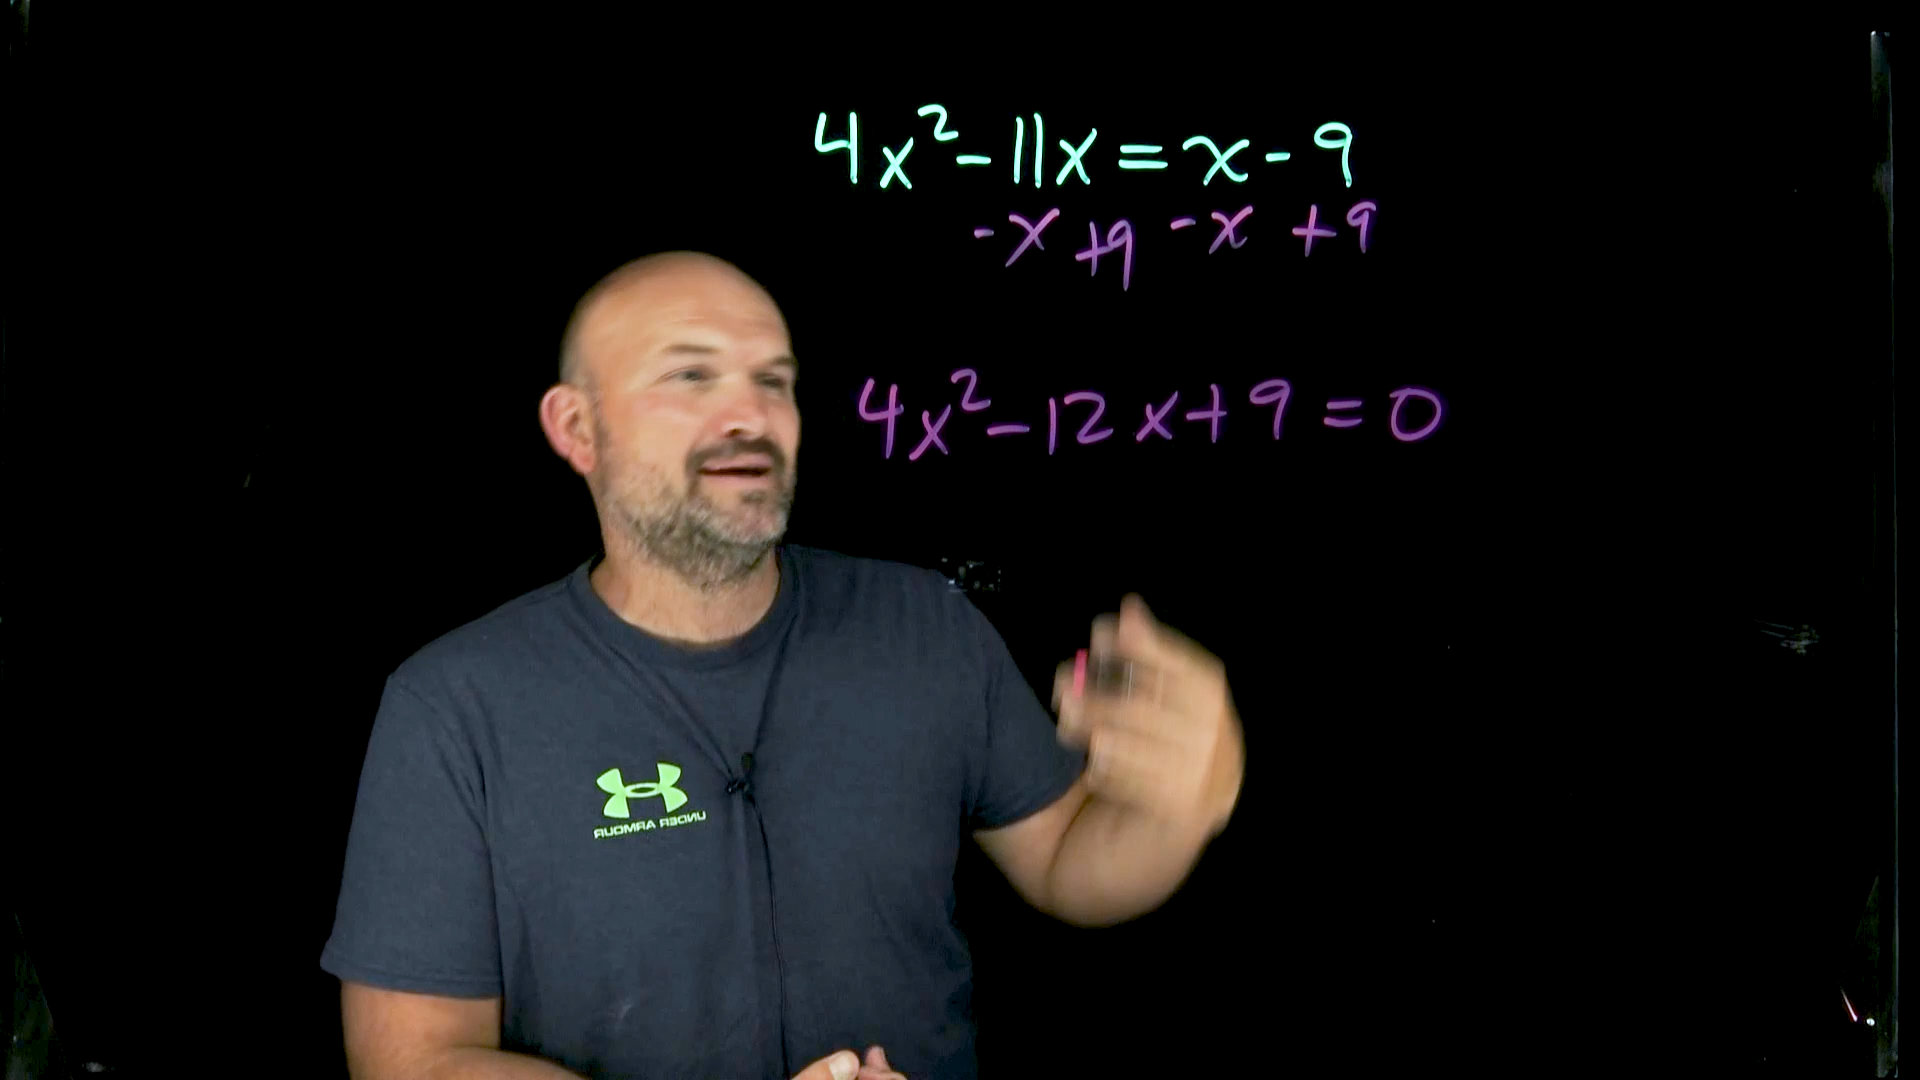 4x²-11x=x-9
-x +9 -x +9
4x²-12x+9=0
UNDER ARMOUR